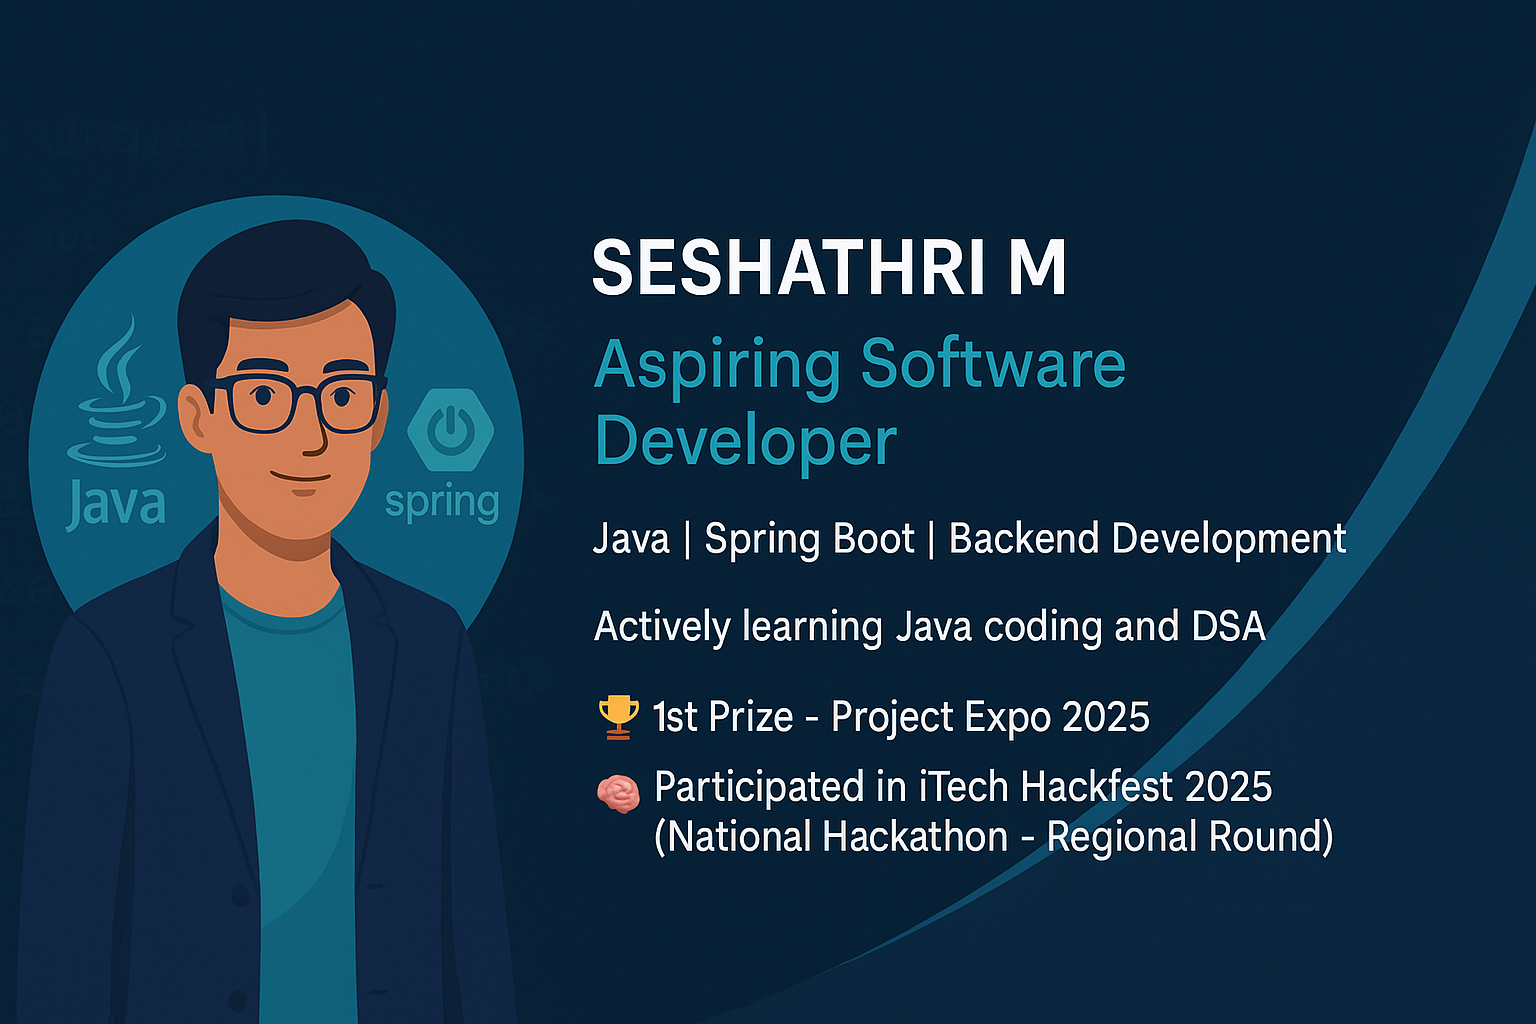 SESHATHRI M
Aspiring Software
Developer
Java
spring
Java | Spring Boot | Backend Development
Actively learning Java coding and DSA
🏆 1st Prize - Project Expo 2025
🧠 Participated in iTech Hackfest 2025
(National Hackathon - Regional Round)